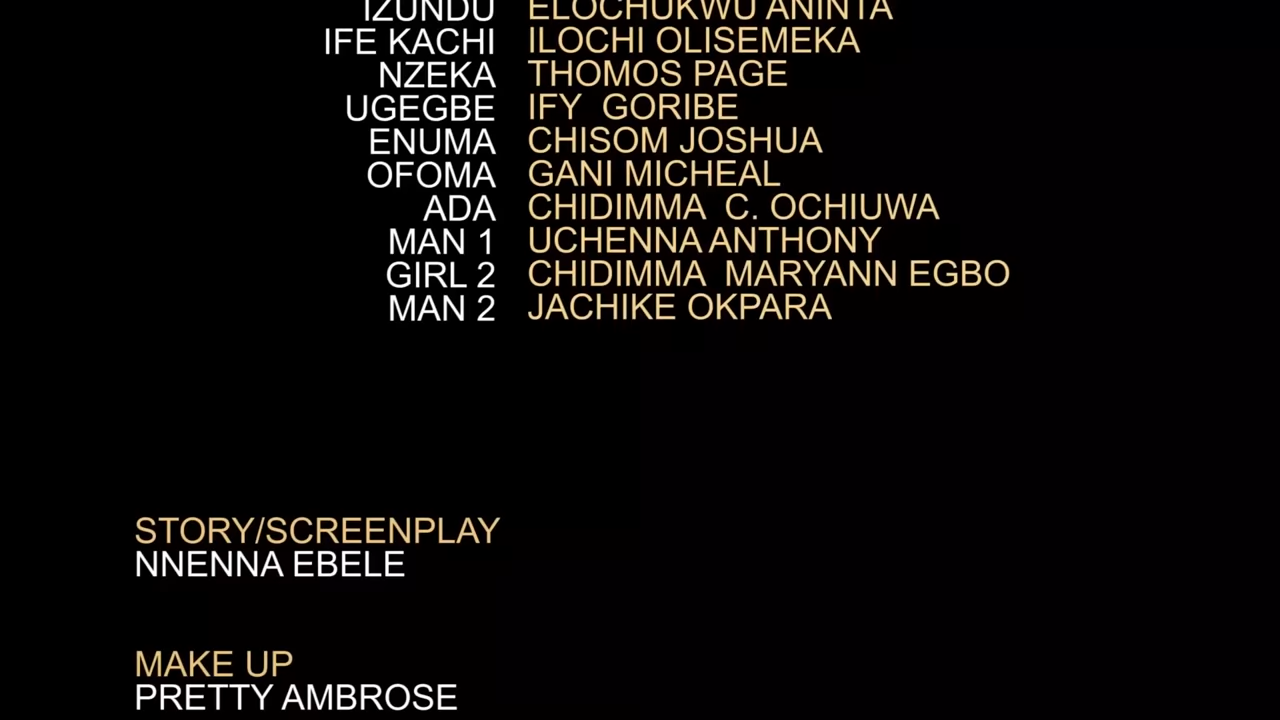 IZUNDU ELOCHUKWU ANINTA
IFE KACHI ILOCHI OLISEMEKA
NZEKA THOMOS PAGE
UGEGBE IFY GORIBE
ENUMA CHISOM JOSHUA
OFOMA GANI MICHEAL
ADA CHIDIMMA C. OCHIUWA
MAN 1 UCHENNA ANTHONY
GIRL 2 CHIDIMMA MARYANN EGBO
MAN 2 JACHIKE OKPARA
STORY/SCREENPLAY
NNENNA EBELE
MAKE UP
PRETTY AMBROSE